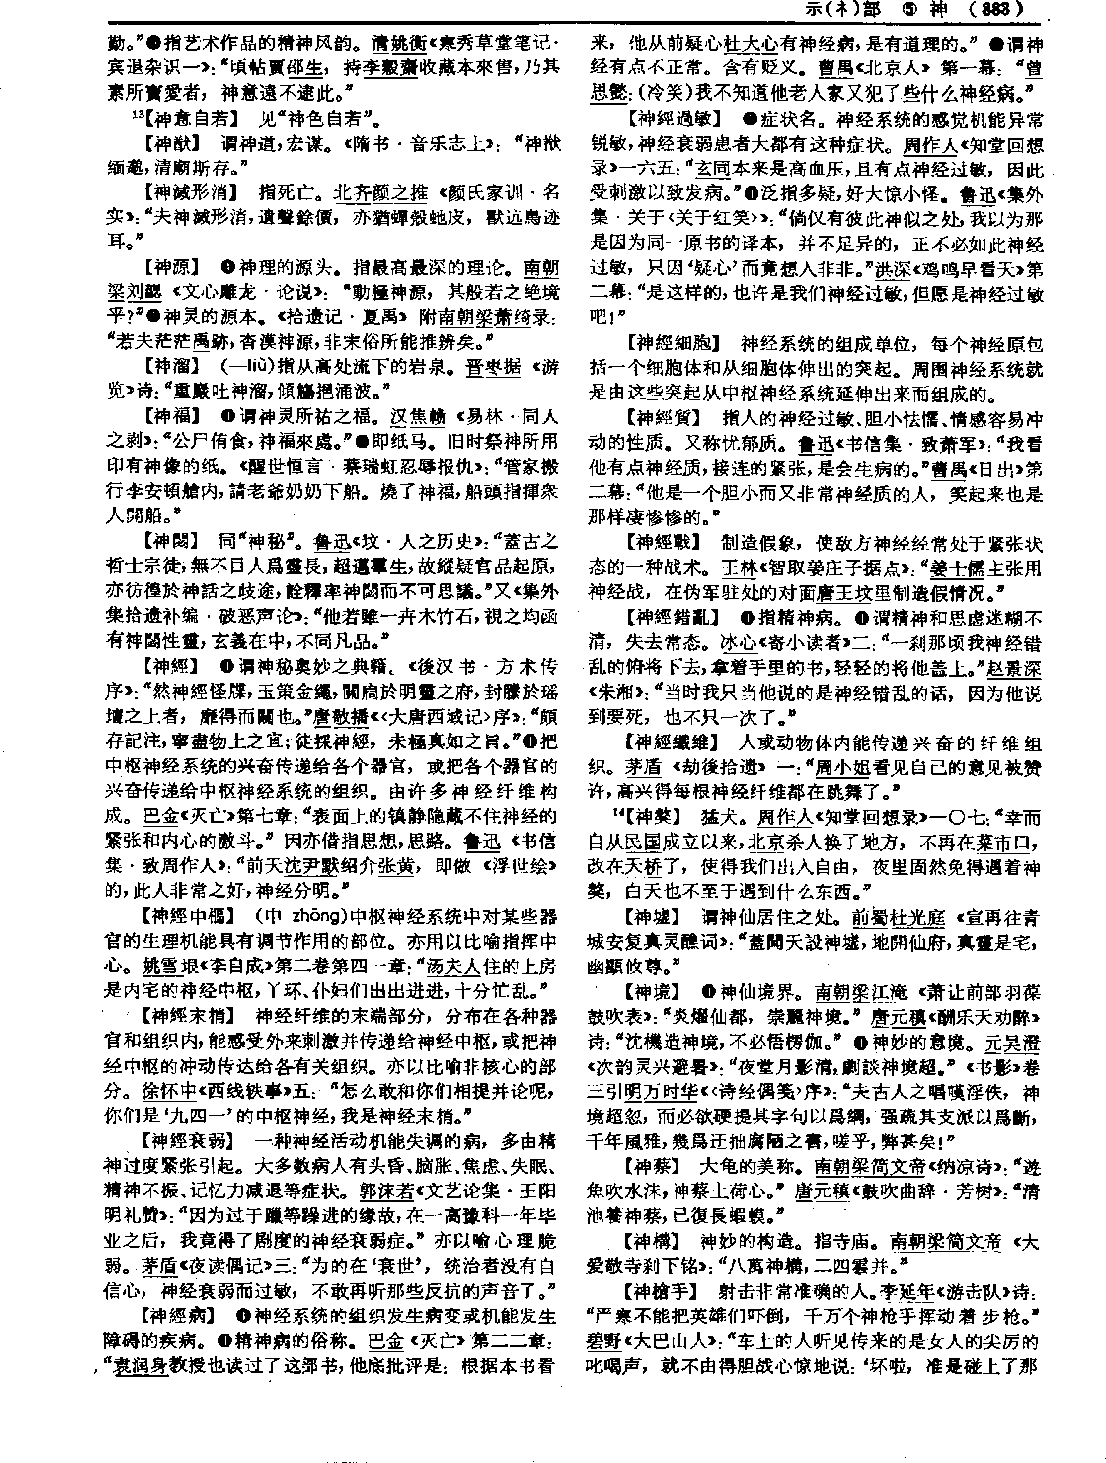 示(礻)部 ⑤ 神 (883)
勤。”❷指艺术作品的精神风韵。清姚衡《寒秀草堂笔记·
宾退杂识一》：“頃帖賈邵生，持李毅齋收藏本來售，乃其
素所寶愛者，神意遠不逮此。”
¹³【神意自若】 见“神色自若”。
【神猷】 谓神道，宏谋。《隋书·音乐志上》：“神猷
缅邈，清廟斯存。”
【神滅形消】 指死亡。北齐颜之推《颜氏家训·名
实》：“夫神滅形消，遺聲餘價，亦猶蟬殼虵皮，獸迒鳥迹
耳。”
【神源】 ❶神理的源头。指最高最深的理论。南朝
梁刘勰《文心雕龙·论说》：“動極神源，其般若之绝境
乎？”❷神灵的源本。《拾遗记·夏禹》附南朝梁萧绮录：
“若夫茫茫禹跡，杳漠神源，非末俗所能推辨矣。”
【神溜】 (—liù)指从高处流下的岩泉。晋枣据《游
览》诗：“重巖吐神溜，傾觴挹涌波。”
【神福】 ❶谓神灵所祐之福。汉焦赣《易林·同人
之剥》：“公尸侑食，神福來處。”❷即纸马。旧时祭神所用
印有神像的纸。《醒世恒言·蔡瑞虹忍辱报仇》：“管家搬
行李安頓艙内，請老爺奶奶下船。燒了神福，船頭指揮衆
人開船。”
【神閟】 同“神秘”。鲁迅《坟·人之历史》：“蓋古之
哲士宗徒，無不目人爲靈長，超邁羣生，故縱疑官品起原，
亦彷徨於神話之歧途，詮釋率神閟而不可思議。”又《集外
集拾遗补编·破恶声论》：“他若雖一卉木竹石，視之均函
有神閟性靈，玄義在中，不同凡品。”
【神經】 ❶谓神秘奥妙之典籍。《後汉书·方术传
序》：“然神經怪牒，玉策金繩，關扃於明靈之府，封縢於瑶
壇之上者，靡得而闚也。”唐敬播《〈大唐西域记〉序》：“頗
存記注，寧盡物土之宜；徒採神經，未極真如之旨。”❷把
中枢神经系统的兴奋传递给各个器官，或把各个器官的
兴奋传递给中枢神经系统的组织。由许多神经纤维构
成。巴金《灭亡》第七章：“表面上的镇静隐藏不住神经的
紧张和内心的激斗。”因亦借指思想，思路。鲁迅《书信
集·致周作人》：“前天沈尹默绍介张黄，即做《浮世绘》
的，此人非常之好，神经分明。”
【神經中樞】 (中 zhōng)中枢神经系统中对某些器
官的生理机能具有调节作用的部位。亦用以比喻指挥中
心。姚雪垠《李自成》第二卷第四一章：“汤夫人住的上房
是内宅的神经中枢，丫环、仆妇们出出进进，十分忙乱。”
【神經末梢】 神经纤维的末端部分，分布在各种器
官和组织内，能感受外来刺激并传递给神经中枢，或把神
经中枢的冲动传达给各有关组织。亦以比喻非核心的部
分。徐怀中《西线轶事》五：“怎么敢和你们相提并论呢，
你们是‘九四一’的中枢神经，我是神经末梢。”
【神經衰弱】 一种神经活动机能失调的病，多由精
神过度紧张引起。大多数病人有头昏、脑胀、焦虑、失眠、
精神不振、记忆力减退等症状。郭沫若《文艺论集·王阳
明礼赞》：“因为过于躐等躁进的缘故，在一高豫科一年毕
业之后，我竟得了剧度的神经衰弱症。”亦以喻心理脆
弱。茅盾《夜读偶记》三：“为的在‘衰世’，统治者没有自
信心，神经衰弱而过敏，不敢再听那些反抗的声音了。”
【神經病】 ❶神经系统的组织发生病变或机能发生
障碍的疾病。❷精神病的俗称。巴金《灭亡》第二二章：
“袁润身教授也读过了这部书，他底批评是：根据本书看
来，他从前疑心杜大心有神经病，是有道理的。”❸谓神
经有点不正常。含有贬义。曹禺《北京人》第一幕：“曾
思懿：(冷笑)我不知道他老人家又犯了些什么神经病。”
【神經過敏】 ❶症状名。神经系统的感觉机能异常
锐敏，神经衰弱患者大都有这种症状。周作人《知堂回想
录》一六五：“玄同本来是高血压，且有点神经过敏，因此
受刺激以致发病。”❷泛指多疑，好大惊小怪。鲁迅《集外
集·关于〈关于红笑〉》：“倘仅有彼此神似之处，我以为那
是因为同一原书的译本，并不足异的，正不必如此神经
过敏，只因‘疑心’而竟想入非非。”洪深《鸡鸣早看天》第
二幕：“是这样的，也许是我们神经过敏，但愿是神经过敏
吧！”
【神經細胞】 神经系统的组成单位，每个神经原包
括一个细胞体和从细胞体伸出的突起。周围神经系统就
是由这些突起从中枢神经系统延伸出来而组成的。
【神經質】 指人的神经过敏、胆小怯懦、情感容易冲
动的性质。又称忧郁质。鲁迅《书信集·致萧军》：“我看
他有点神经质，接连的紧张，是会生病的。”曹禺《日出》第
二幕：“他是一个胆小而又非常神经质的人，笑起来也是
那样凄惨惨的。”
【神經戰】 制造假象，使敌方神经经常处于紧张状
态的一种战术。王林《智取姜庄子据点》：“姜士儒主张用
神经战，在伪军驻处的对面唐王坟里制造假情况。”
【神經錯亂】 ❶指精神病。❷谓精神和思虑迷糊不
清，失去常态。冰心《寄小读者》二：“一刹那顷我神经错
乱的俯将下去，拿着手里的书，轻轻的将他盖上。”赵景深
《朱湘》：“当时我只当他说的是神经错乱的话，因为他说
到要死，也不只一次了。”
【神經纖維】 人或动物体内能传递兴奋的纤维组
织。茅盾《劫後拾遗》一：“周小姐看见自己的意见被赞
许，高兴得每根神经纤维都在跳舞了。”
¹⁴【神獒】 猛犬。周作人《知堂回想录》一〇七：“幸而
自从民国成立以来，北京杀人换了地方，不再在菜市口，
改在天桥了，使得我们出入自由，夜里固然免得遇着神
獒，白天也不至于遇到什么东西。”
【神墟】 谓神仙居住之处。前蜀杜光庭《宣再往青
城安复真灵醮词》：“蓋聞天設神墟，地開仙府，真靈是宅，
幽顯攸尊。”
【神境】 ❶神仙境界。南朝梁江淹《萧让前部羽葆
鼓吹表》：“炎燿仙都，崇麗神境。”唐元稹《酬乐天劝醉》
诗：“沈機造神境，不必悟楞伽。”❷神妙的意境。元吴澄
《次韵灵兴避暑》：“夜堂月影清，劇談神境超。”《书影》卷
三引明万时华《〈诗经偶笺〉序》：“夫古人之唱嘆淫佚，神
境超忽，而必欲硬提其字句以爲綱，强疏其支派以爲斷，
千年風雅，幾爲迂拙腐陋之書，嗟乎，弊甚矣！”
【神蔡】 大龟的美称。南朝梁简文帝《纳凉诗》：“遊
魚吹水沫，神蔡上荷心。”唐元稹《鼓吹曲辞·芳树》：“清
池養神蔡，已復長蝦蟆。”
【神構】 神妙的构造。指寺庙。南朝梁简文帝《大
爱敬寺刹下铭》：“八萬神構，二四雲并。”
【神槍手】 射击非常准确的人。李延年《游击队》诗：
“严寒不能把英雄们吓倒，千万个神枪手挥动着步枪。”
碧野《大巴山人》：“车上的人听见传来的是女人的尖厉的
叱喝声，就不由得胆战心惊地说：‘坏啦，准是碰上了那